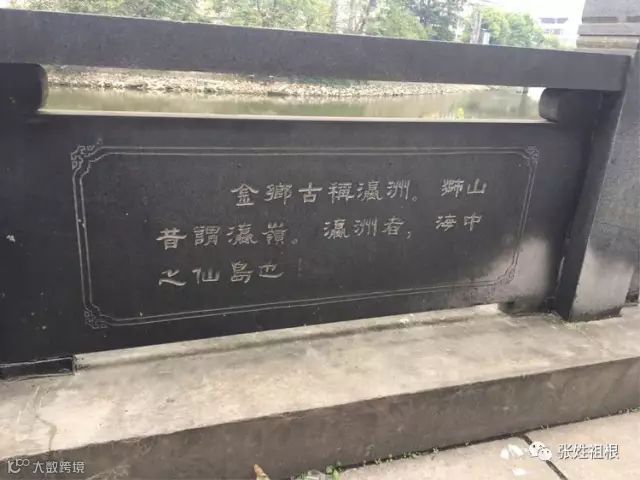 金鄉古稱瀛洲。獅山
昔謂瀛嶺。瀛洲者，海中
之仙島也
张姓祖根
大数跨境